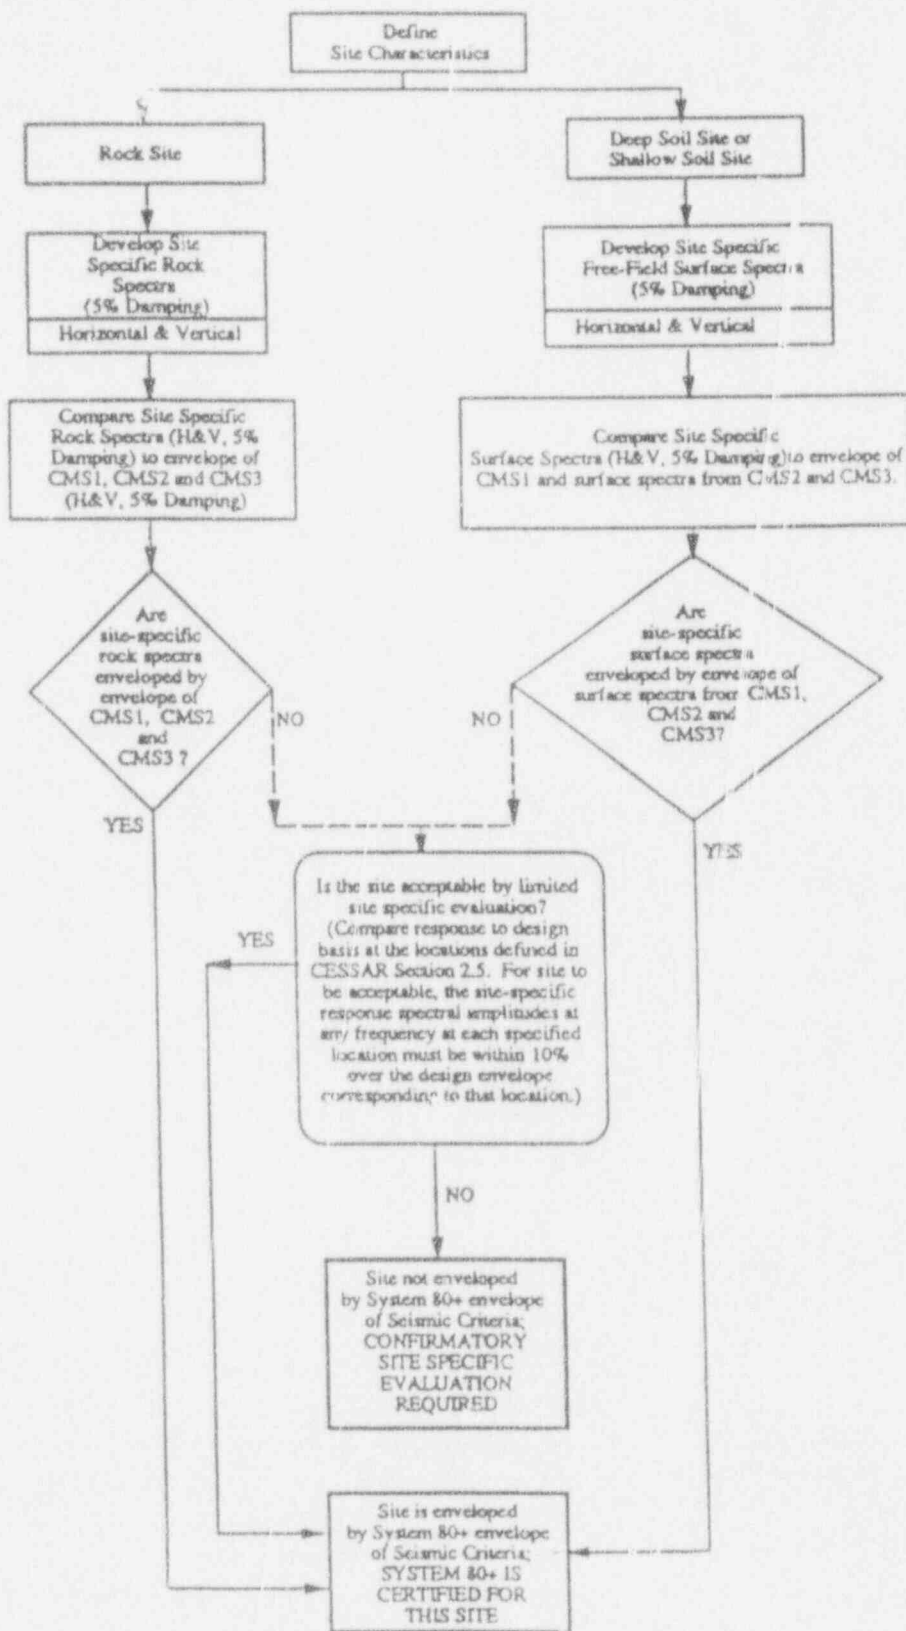 Define
Site Characteristics
Rock Site
Deep Soil Site or
Shallow Soil Site
Develop Site
Specific Rock
Spectra
(5% Damping)
Horizontal & Vertical
Develop Site Specific
Free-Field Surface Spectra
(5% Damping)
Horizontal & Vertical
Compare Site Specific
Rock Spectra (H&V, 5%
Damping) to envelope of
CMS1, CMS2 and CMS3
(H&V, 5% Damping)
Compare Site Specific
Surface Spectra (H&V, 5% Damping)to envelope of
CMS1 and surface spectra from CMS2 and CMS3.
Are
site-specific
rock spectra
enveloped by
envelope of
CMS1, CMS2
and
CMS3 ?
NO
YES
Are
site-specific
surface spectra
enveloped by envelope of
surface spectra from CMS1,
CMS2 and
CMS3?
NO
YES
Is the site acceptable by limited
site specific evaluation?
(Compare response to design
basis at the locations defined in
CESSAR Section 2.5. For site to
be acceptable, the site-specific
response spectral amplitudes at
any frequency at each specified
location must be within 10%
over the design envelope
corresponding to that location.)
YES
NO
Site not enveloped
by System 80+ envelope
of Seismic Criteria;
CONFIRMATORY
SITE SPECIFIC
EVALUATION
REQUIRED
Site is enveloped
by System 80+ envelope
of Seismic Criteria;
SYSTEM 80+ IS
CERTIFIED FOR
THIS SITE